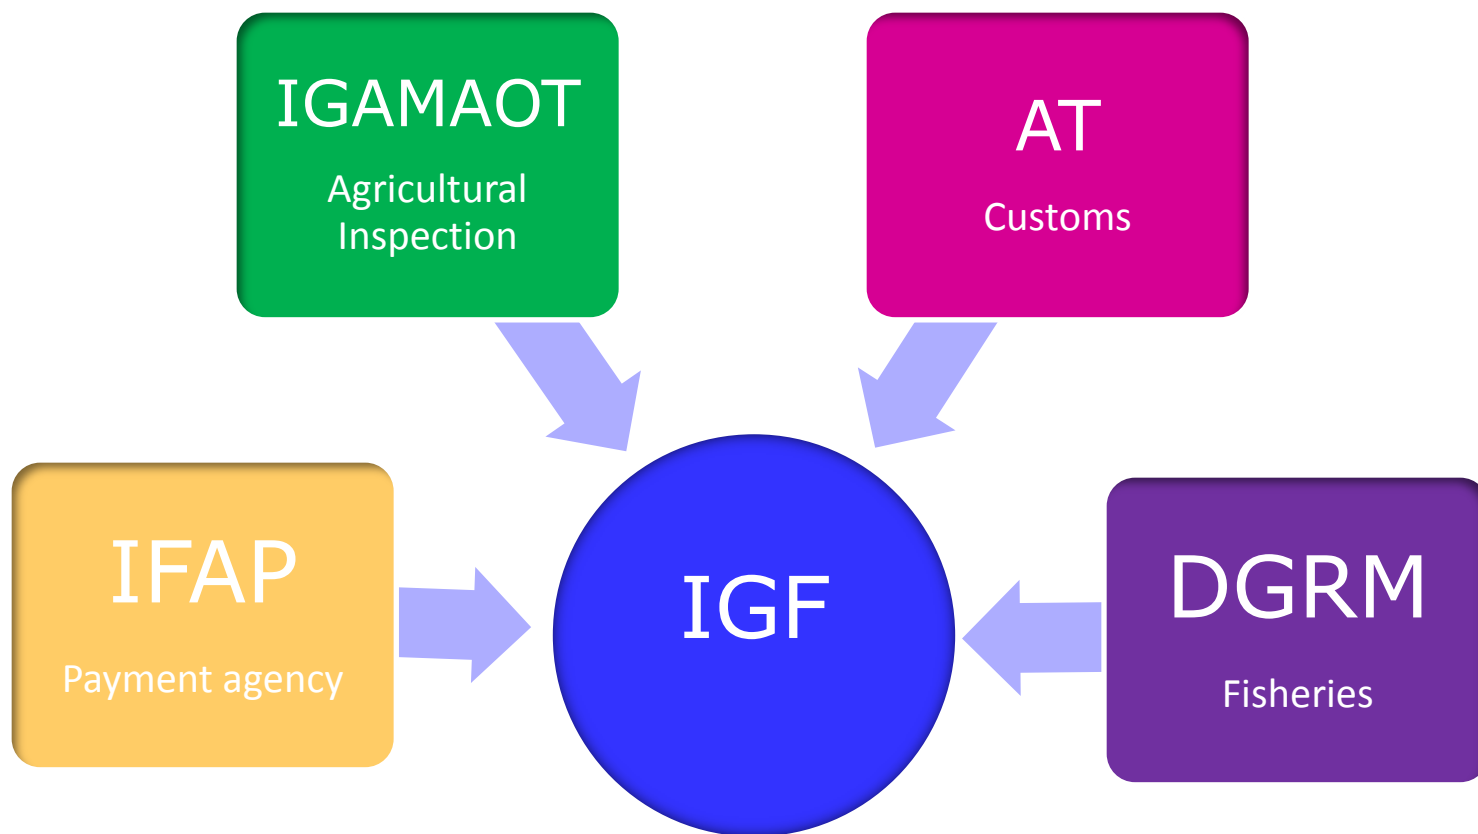 IGAMAOT
Agricultural
Inspection
AT
Customs
IFAP
Payment agency
IGF
DGRM
Fisheries